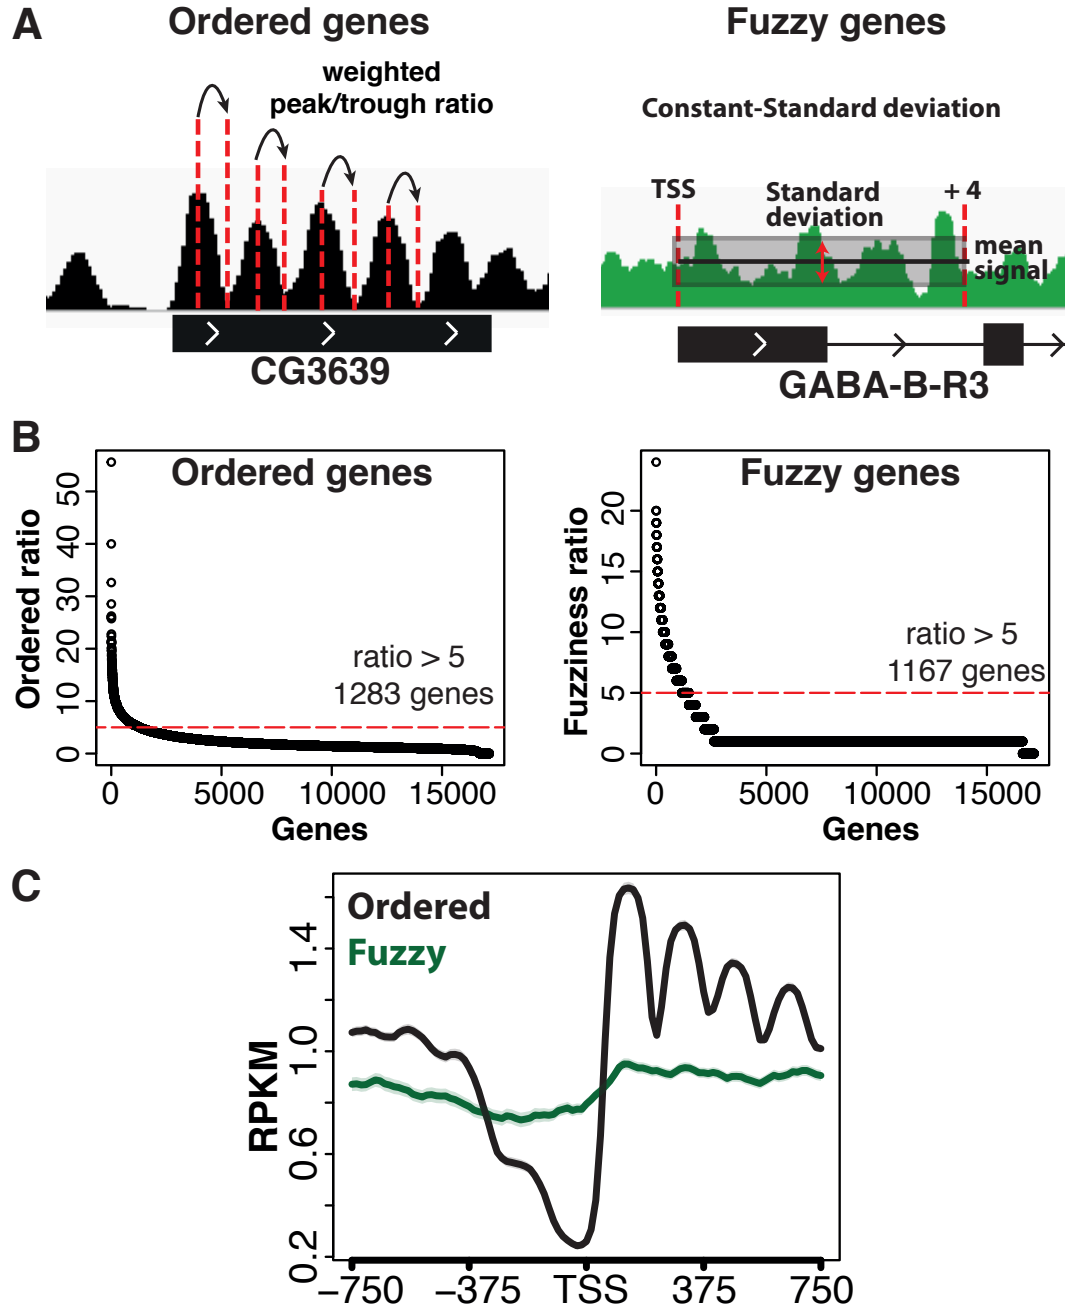 A
Ordered genes
Fuzzy genes
weighted
peak/trough ratio
Constant-Standard deviation
TSS
Standard
deviation
+ 4
mean
signal
CG3639
GABA-B-R3
B
Ordered genes
Ordered ratio
50
40
30
20
10
0
ratio > 5
1283 genes
0
5000
10000
15000
Genes
Fuzzy genes
Fuzziness ratio
20
15
10
5
0
ratio > 5
1167 genes
0
5000
10000
15000
Genes
C
Ordered
Fuzzy
RPKM
1.4
1.0
0.6
0.2
−750
−375
TSS
375
750